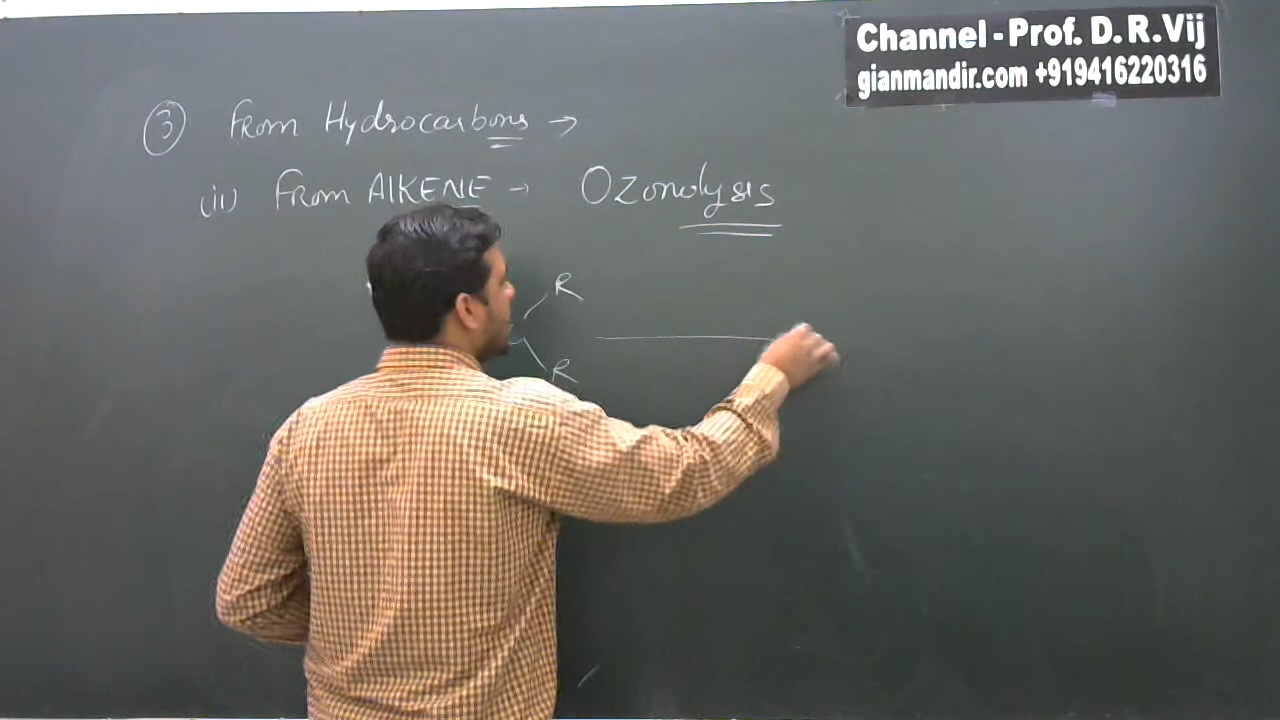 Channel - Prof. D. R. Vij
gianmandir.com +919416220316
3 From Hydrocarbons →
(ii) From AlKENE → Ozonolysis
R
R